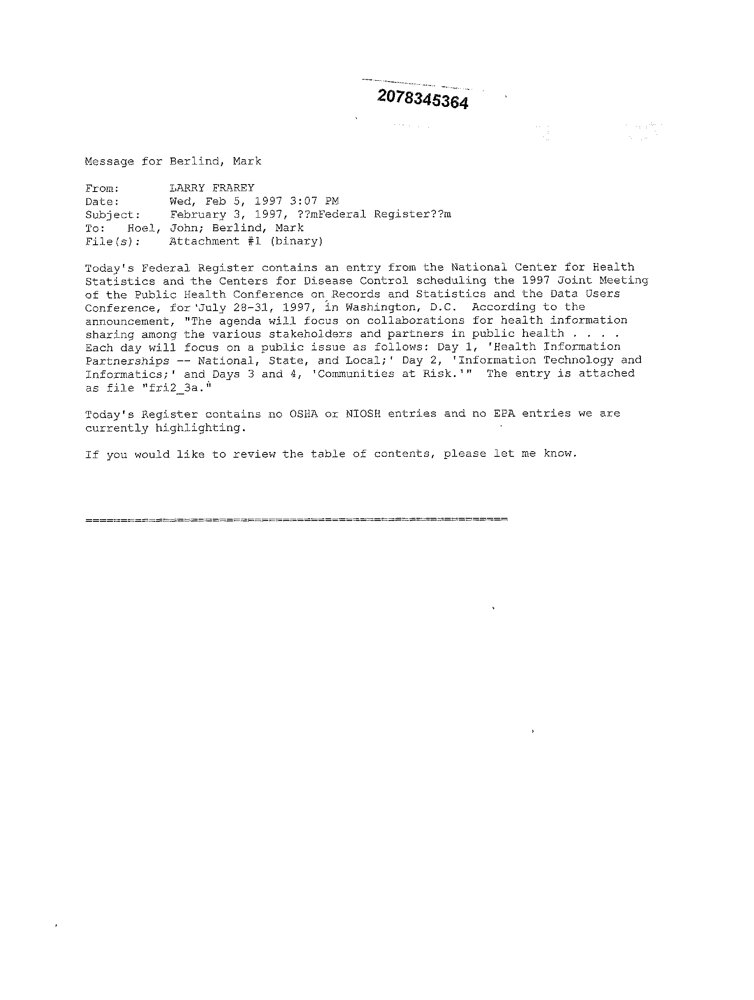 2078345364
Message for Berlind, Mark
From: LARRY FRAREY
Date: Wed, Feb 5, 1997 3:07 PM
Subject: February 3, 1997, ??mFederal Register??m
To: Hoel, John; Berlind, Mark
File(s): Attachment #1 (binary)
Today's Federal Register contains an entry from the National Center for Health
Statistics and the Centers for Disease Control scheduling the 1997 Joint Meeting
of the Public Health Conference on Records and Statistics and the Data Users
Conference, for July 28-31, 1997, in Washington, D.C. According to the
announcement, "The agenda will focus on collaborations for health information
sharing among the various stakeholders and partners in public health . . . .
Each day will focus on a public issue as follows: Day 1, 'Health Information
Partnerships -- National, State, and Local;' Day 2, 'Information Technology and
Informatics;' and Days 3 and 4, 'Communities at Risk.'" The entry is attached
as file "fri2_3a."
Today's Register contains no OSHA or NIOSH entries and no EPA entries we are
currently highlighting.
If you would like to review the table of contents, please let me know.
============================================================